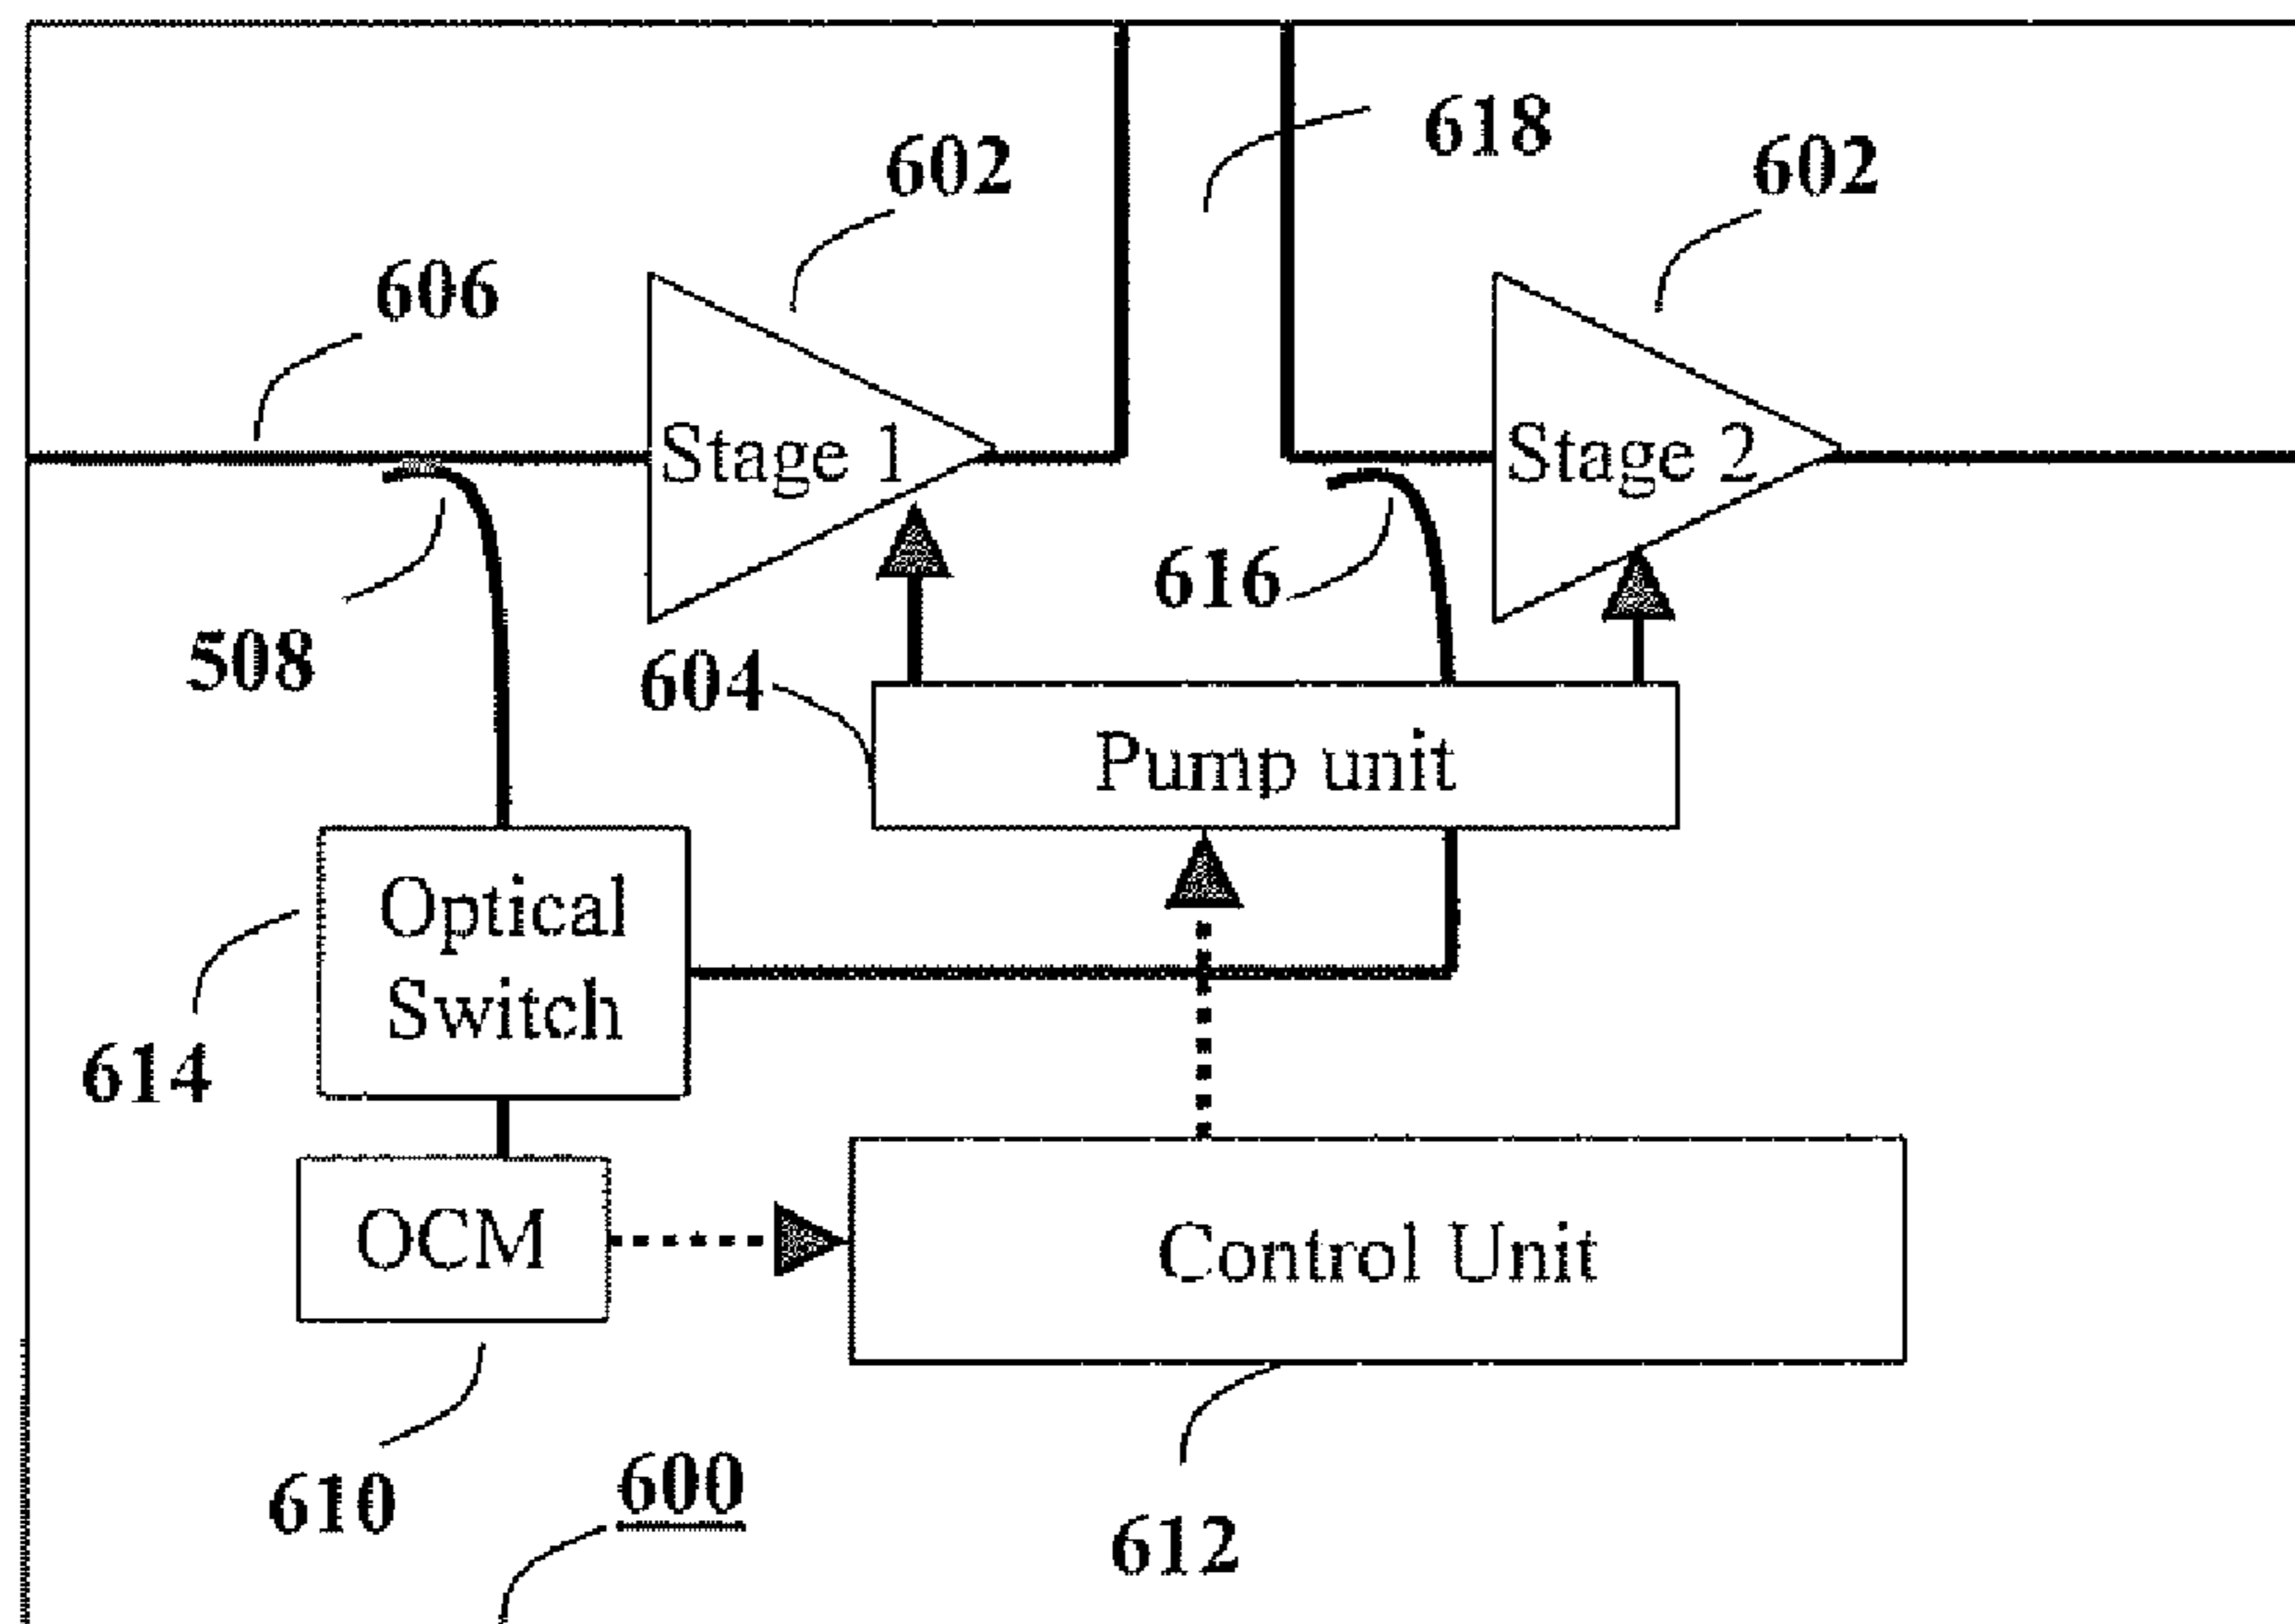 618
602
602
606
Stage 1
Stage 2
616
508
604
Pump unit
Optical
Switch
614
OCM
Control Unit
610
600
612